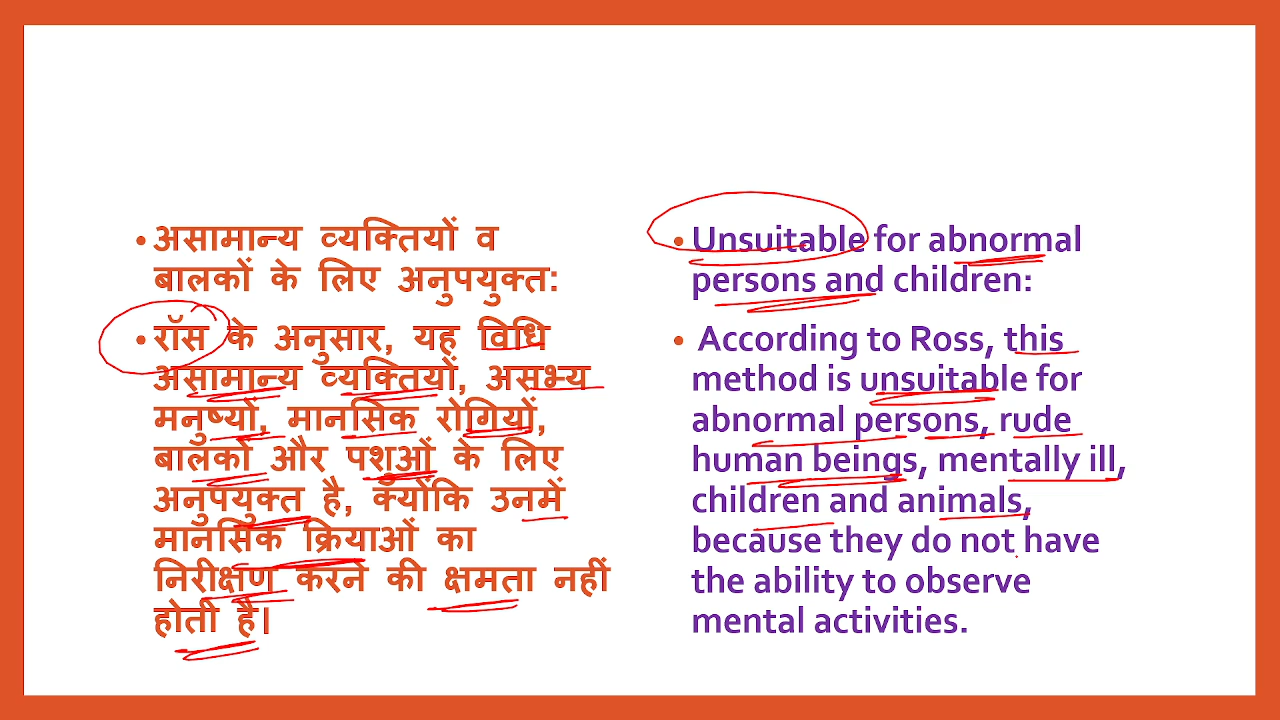 • असामान्य व्यक्तियों व
बालकों के लिए अनुपयुक्त:
• रॉस के अनुसार, यह विधि
असामान्य व्यक्तियों, असभ्य
मनुष्यों, मानसिक रोगियों,
बालकों और पशुओं के लिए
अनुपयुक्त है, क्योंकि उनमें
मानसिक क्रियाओं का
निरीक्षण करने की क्षमता नहीं
होती है।
• Unsuitable for abnormal
persons and children:
• According to Ross, this
method is unsuitable for
abnormal persons, rude
human beings, mentally ill,
children and animals,
because they do not have
the ability to observe
mental activities.